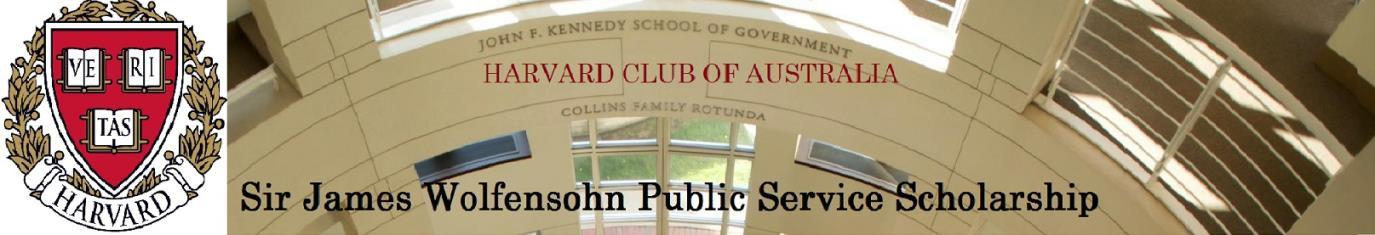 VE RI
TAS
HARVARD
JOHN F. KENNEDY SCHOOL OF GOVERNMENT
HARVARD CLUB OF AUSTRALIA
COLLINS FAMILY ROTUNDA
Sir James Wolfensohn Public Service Scholarship